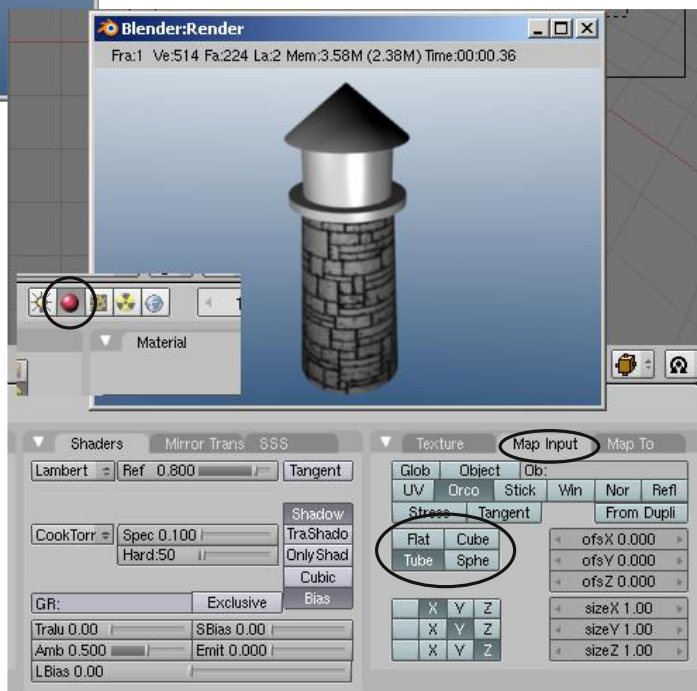 Blender:Render
Fra:1 Ve:514 Fa:224 La:2 Mem:3.58M (2.38M) Time:00:00.36
Material
Shaders Mirror Trans SSS
Lambert Ref 0.800 Tangent
Shadow
CookTorr Spec 0.100 TraShado
Hard:50 OnlyShad
Cubic
GR: Exclusive Bias
Tralu 0.00 SBias 0.00
Amb 0.500 Emit 0.000
LBias 0.00
Texture Map Input Map To
Glob Object Ob:
UV Orco Stick Win Nor Refl
Stress Tangent From Dupli
Flat Cube ofsX 0.000
Tube Sphe ofsY 0.000
ofsZ 0.000
X Y Z sizeX 1.00
X Y Z sizeY 1.00
X Y Z sizeZ 1.00